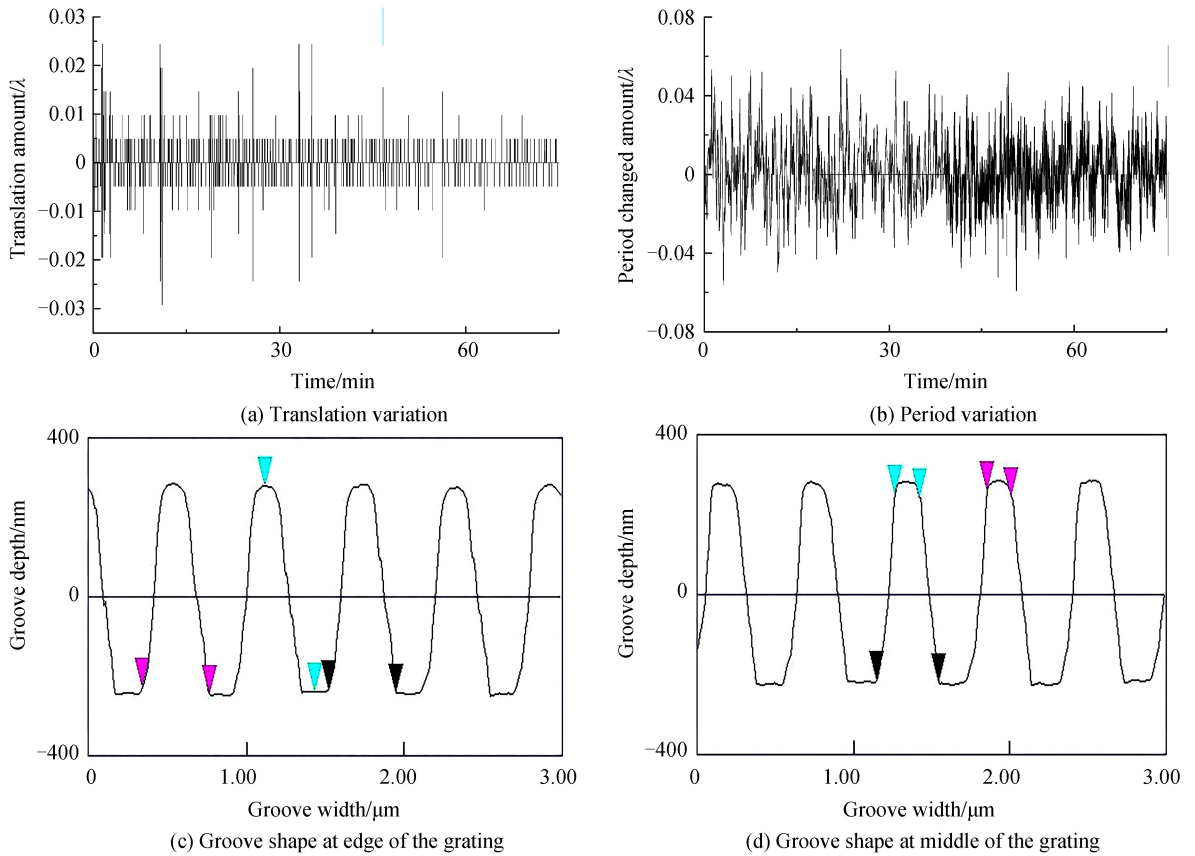 Translation amount/λ
0.03
0.02
0.01
0
−0.01
−0.02
−0.03
0
30
60
Time/min
(a) Translation variation
Period changed amount/λ
0.08
0.04
0
−0.04
−0.08
0
30
60
Time/min
(b) Period variation
Groove depth/nm
400
0
−400
0
1.00
2.00
3.00
Groove width/μm
(c) Groove shape at edge of the grating
Groove depth/nm
400
0
−400
0
1.00
2.00
3.00
Groove width/μm
(d) Groove shape at middle of the grating